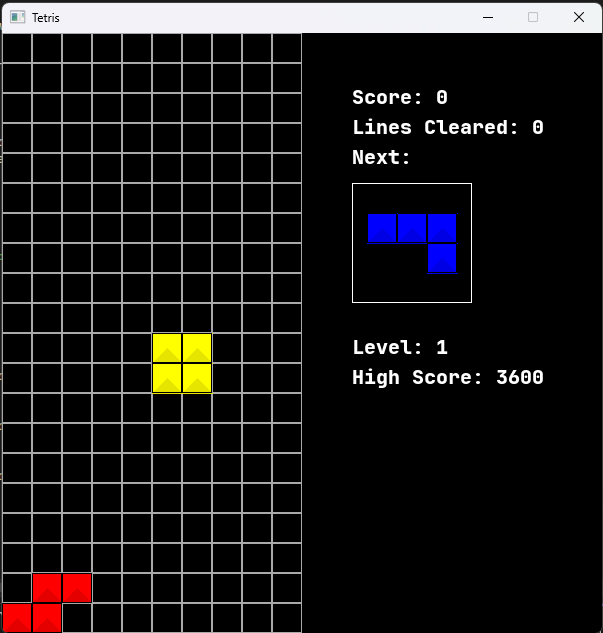 Tetris
Score: 0
Lines Cleared: 0
Next:
Level: 1
High Score: 3600